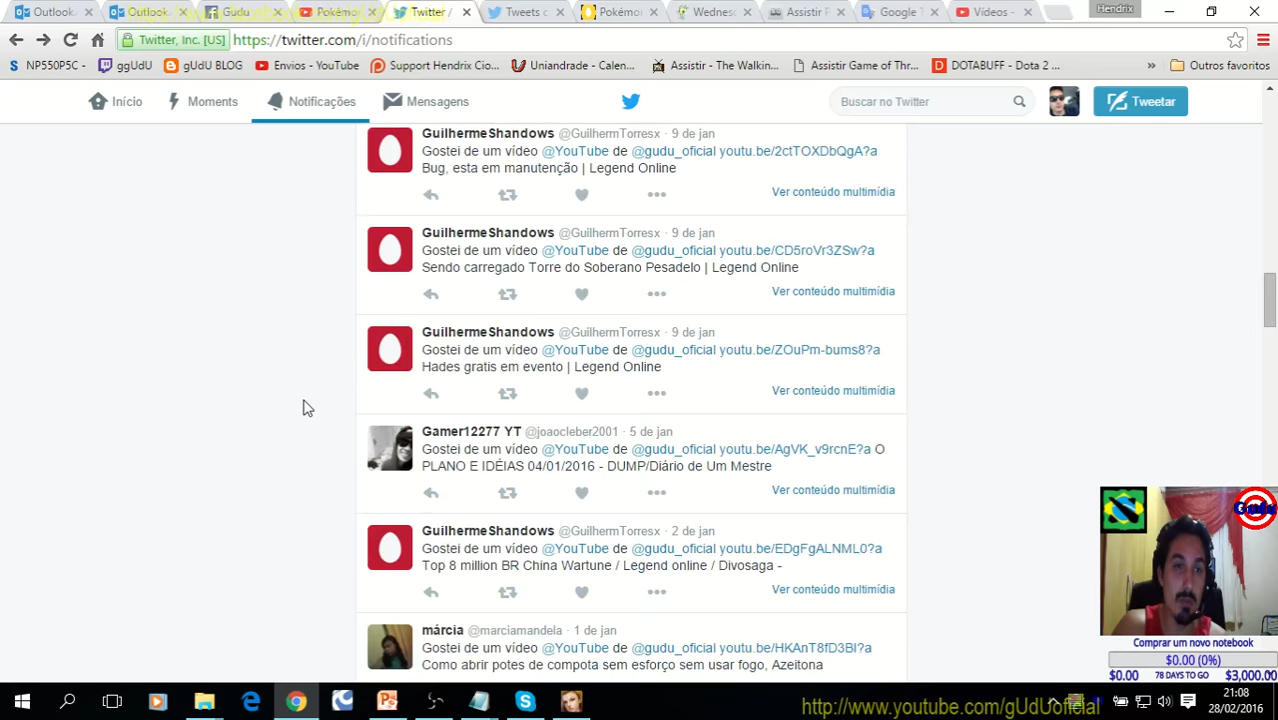 Outlook.
Outlook.
Gudu
Pokémo
Twitter /
Tweets c
Pokémo
Wednes
Assistir P
Google T
Vídeos -
Hendrix
Twitter, Inc. [US]
https://twitter.com/i/notifications
NP550P5C -
ggUdU
gUdU BLOG
Envios - YouTube
Support Hendrix Cio...
Uniandrade - Calen...
Assistir - The Walkin...
Assistir Game of Thr...
DOTABUFF - Dota 2 ...
»
Outros favoritos
Início
Moments
Notificações
Mensagens
Buscar no Twitter
Tweetar
GuilhermeShandows @GuilhermTorresx · 9 de jan
Gostei de um vídeo @YouTube de @gudu_oficial youtu.be/2ctTOXDbQgA?a
Bug, esta em manutenção | Legend Online
Ver conteúdo multimídia
GuilhermeShandows @GuilhermTorresx · 9 de jan
Gostei de um vídeo @YouTube de @gudu_oficial youtu.be/CD5roVr3ZSw?a
Sendo carregado Torre do Soberano Pesadelo | Legend Online
Ver conteúdo multimídia
GuilhermeShandows @GuilhermTorresx · 9 de jan
Gostei de um vídeo @YouTube de @gudu_oficial youtu.be/ZOuPm-bums8?a
Hades gratis em evento | Legend Online
Ver conteúdo multimídia
Gamer12277 YT @joaocleber2001 · 5 de jan
Gostei de um vídeo @YouTube de @gudu_oficial youtu.be/AgVK_v9rcnE?a O
PLANO E IDÉIAS 04/01/2016 - DUMP/Diário de Um Mestre
Ver conteúdo multimídia
GuilhermeShandows @GuilhermTorresx · 2 de jan
Gostei de um vídeo @YouTube de @gudu_oficial youtu.be/EDgFgALNML0?a
Top 8 million BR China Wartune / Legend online / Divosaga -
Ver conteúdo multimídia
márcia @marciamandela · 1 de jan
Gostei de um vídeo @YouTube de @gudu_oficial youtu.be/HKAnT8fD3BI?a
Como abrir potes de compota sem esforço sem usar fogo, Azeitona
Gudu
Comprar um novo notebook
$0.00 (0%)
$0.00 78 DAYS TO GO $3,000.00
http://www.youtube.com/gUdUoficial
21:08
28/02/2016